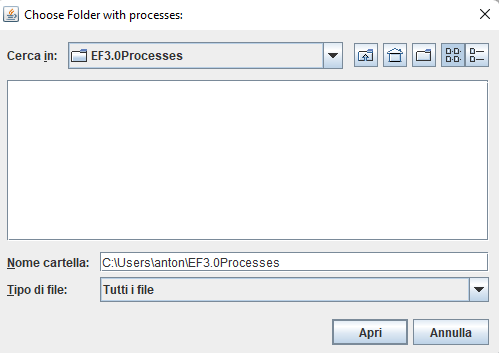 Choose Folder with processes:
Cerca in: EF3.0Processes
Nome cartella: C:\Users\anton\EF3.0Processes
Tipo di file: Tutti i file
Apri Annulla